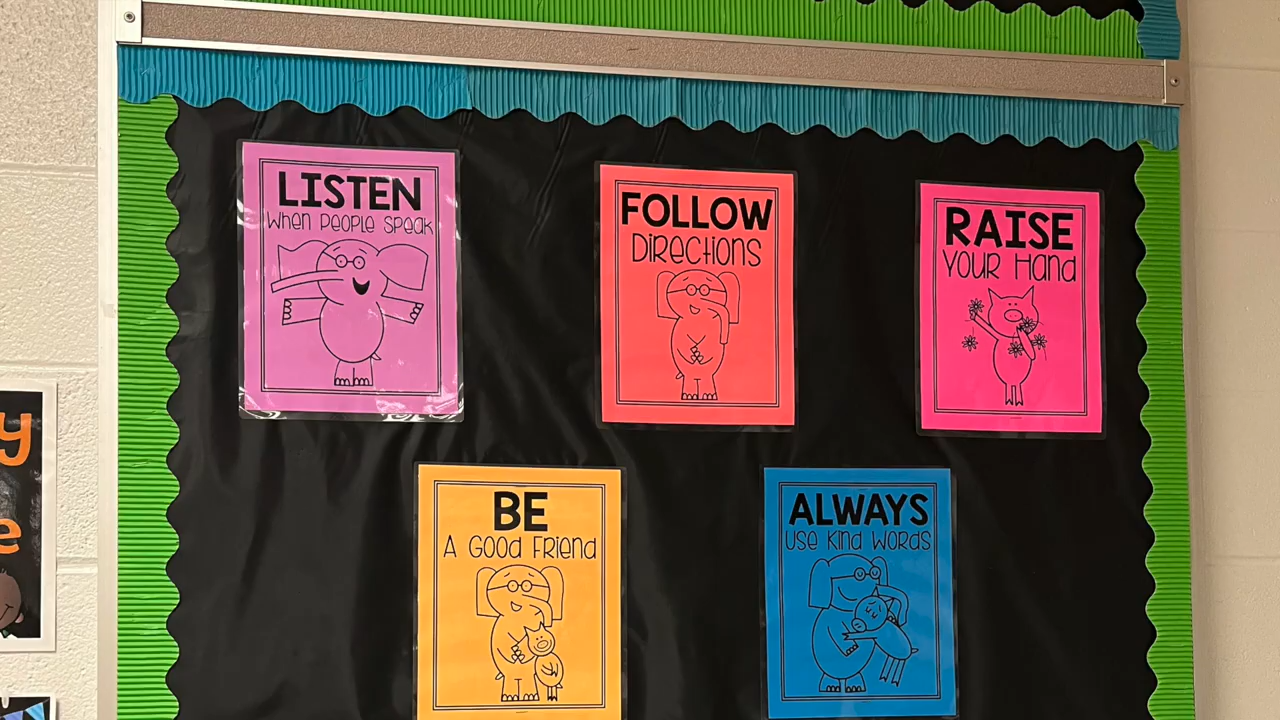 LISTEN
When People Speak
FOLLOW
Directions
RAISE
Your Hand
BE
A Good Friend
ALWAYS
Use Kind Words
y
e